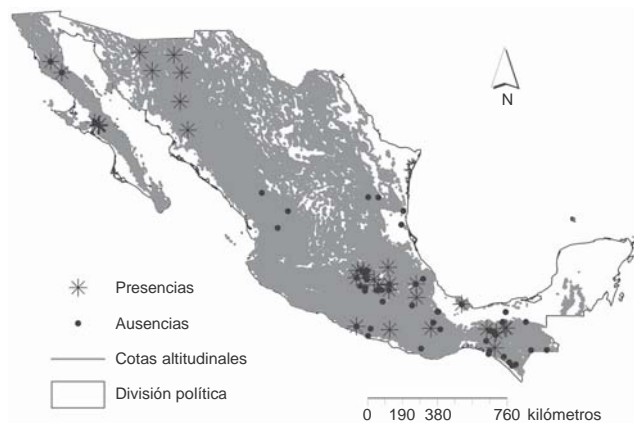 N
Presencias
Ausencias
Cotas altitudinales
División política
0 190 380 760 kilómetros